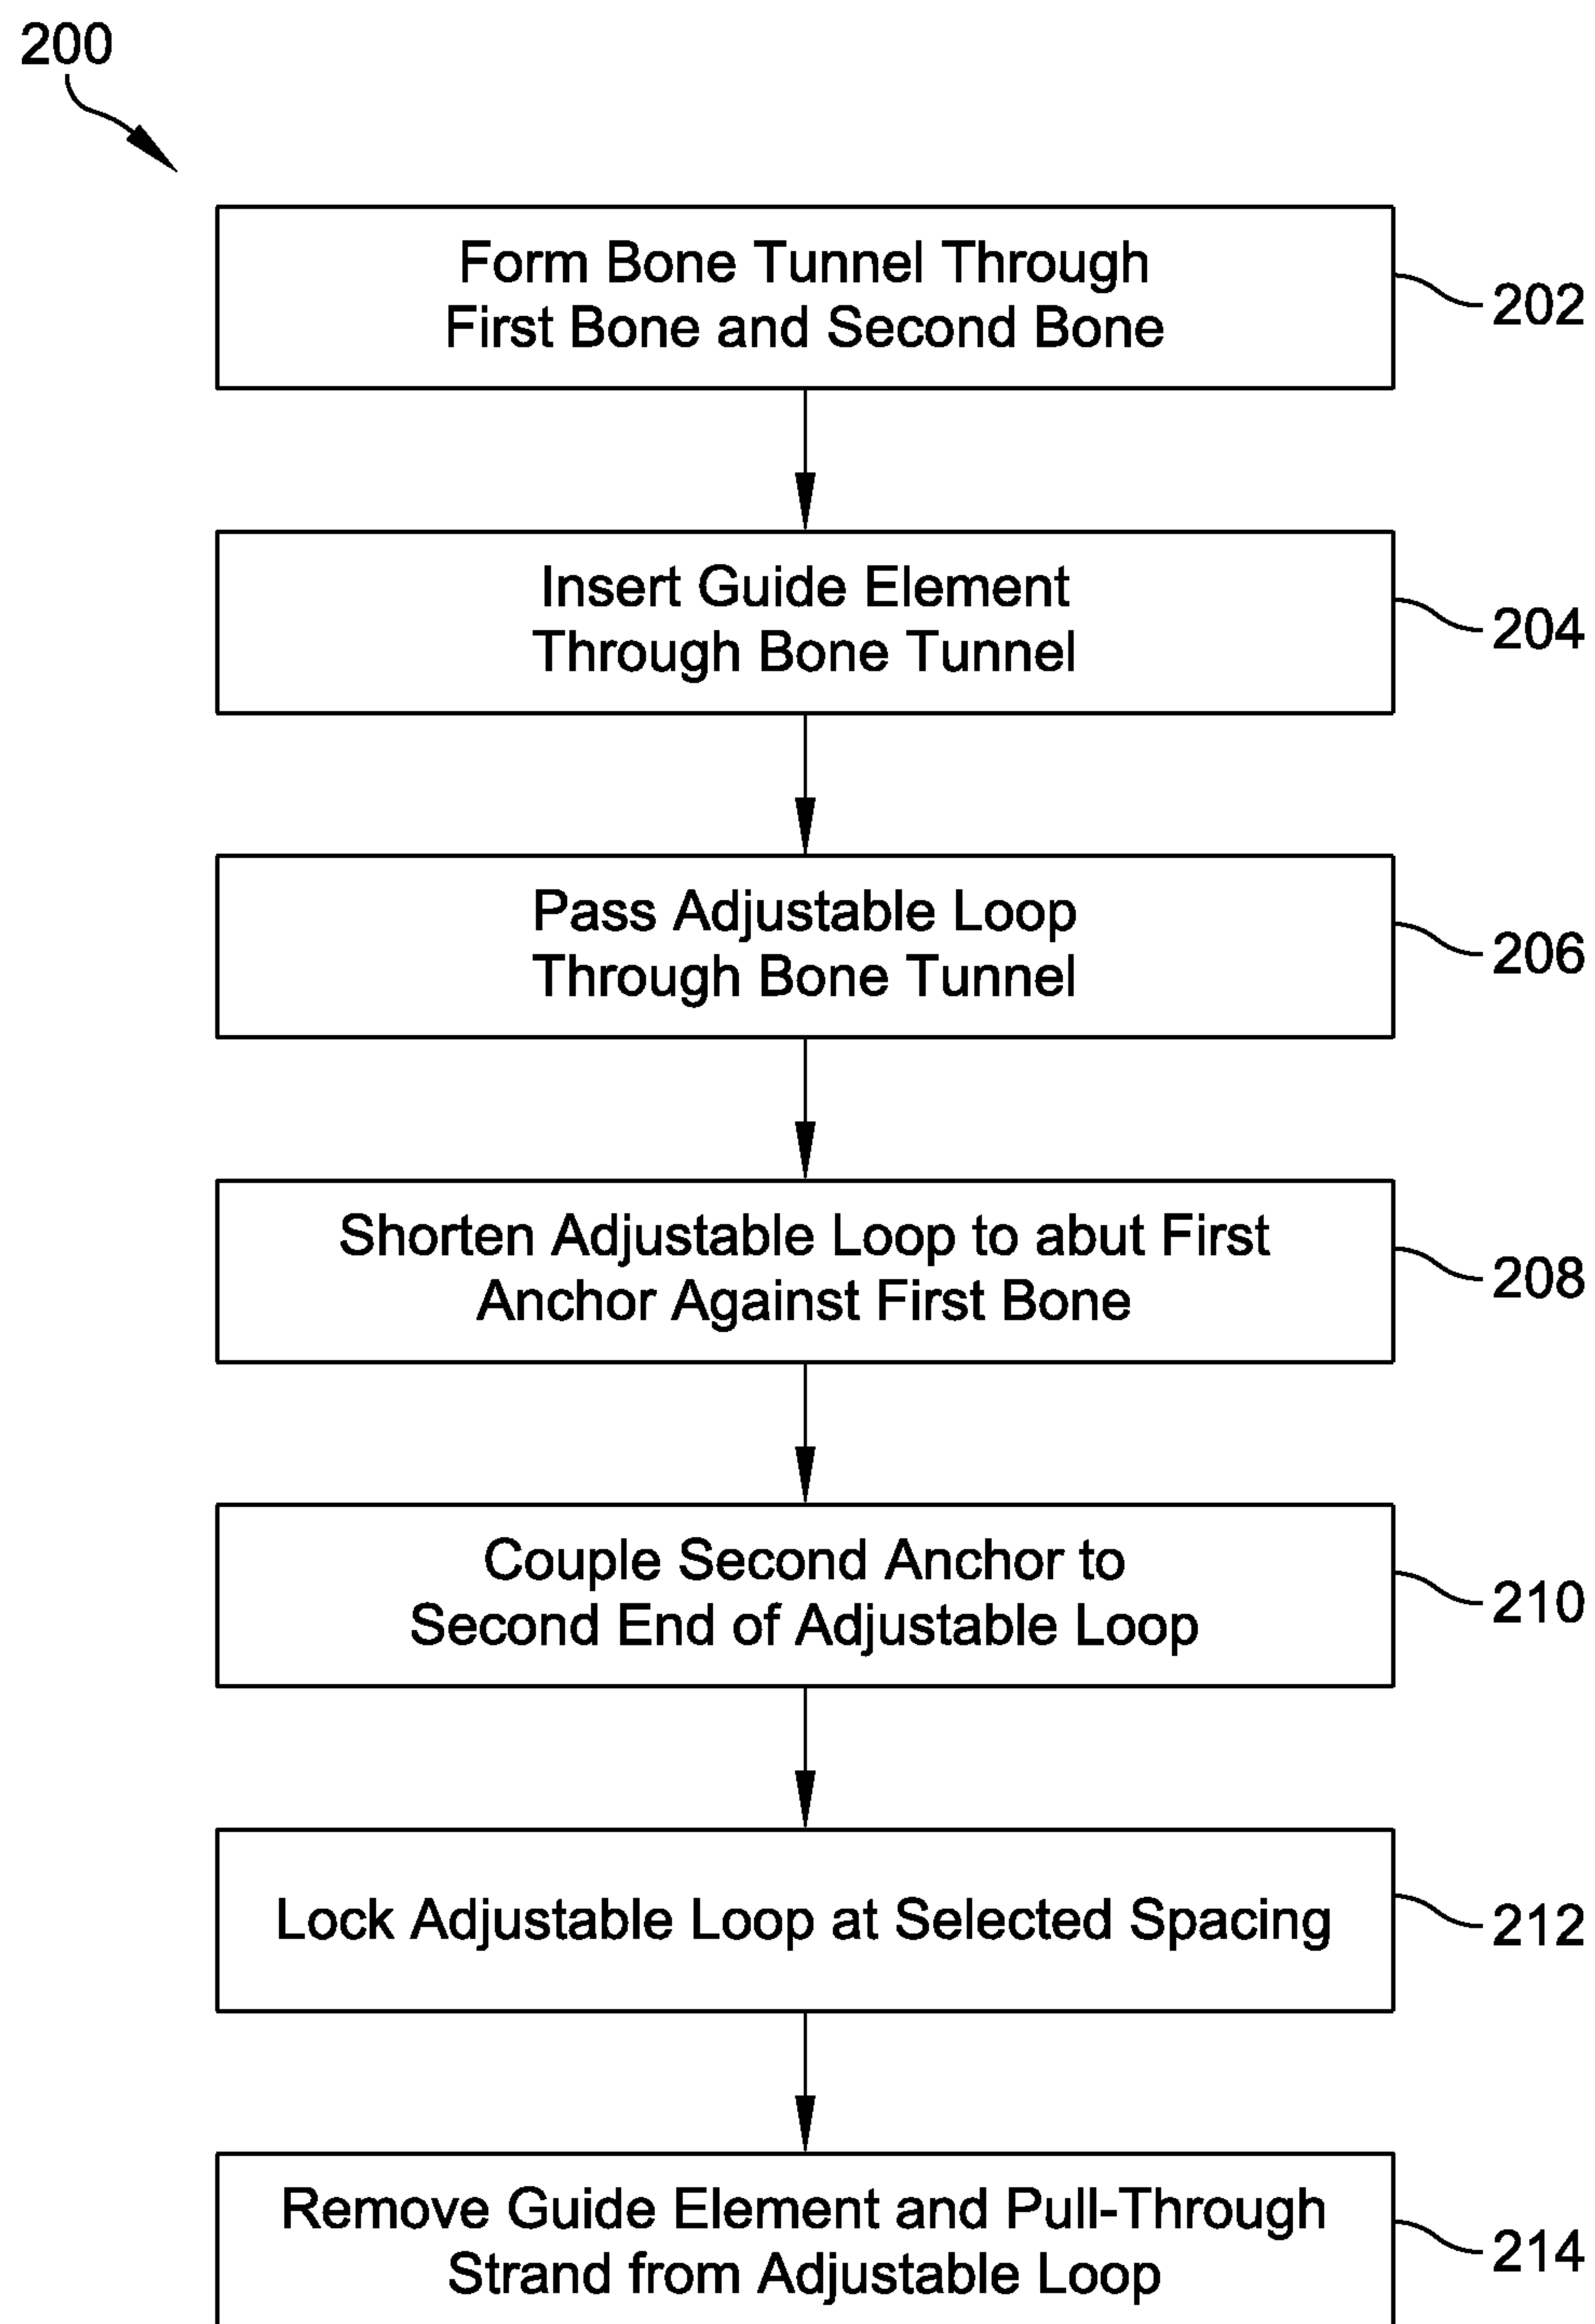 200
Form Bone Tunnel Through
First Bone and Second Bone
202
Insert Guide Element
Through Bone Tunnel
204
Pass Adjustable Loop
Through Bone Tunnel
206
Shorten Adjustable Loop to abut First
Anchor Against First Bone
208
Couple Second Anchor to
Second End of Adjustable Loop
210
Lock Adjustable Loop at Selected Spacing
212
Remove Guide Element and Pull-Through
Strand from Adjustable Loop
214